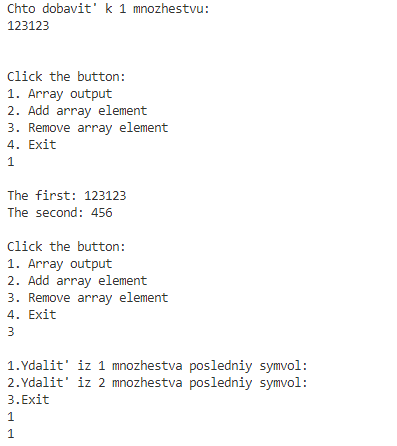 Chto dobavit' k 1 mnozhestvu:
123123
Click the button:
1. Array output
2. Add array element
3. Remove array element
4. Exit
1
The first: 123123
The second: 456
Click the button:
1. Array output
2. Add array element
3. Remove array element
4. Exit
3
1.Ydalit' iz 1 mnozhestva posledniy symvol:
2.Ydalit' iz 2 mnozhestva posledniy symvol:
3.Exit
1
1